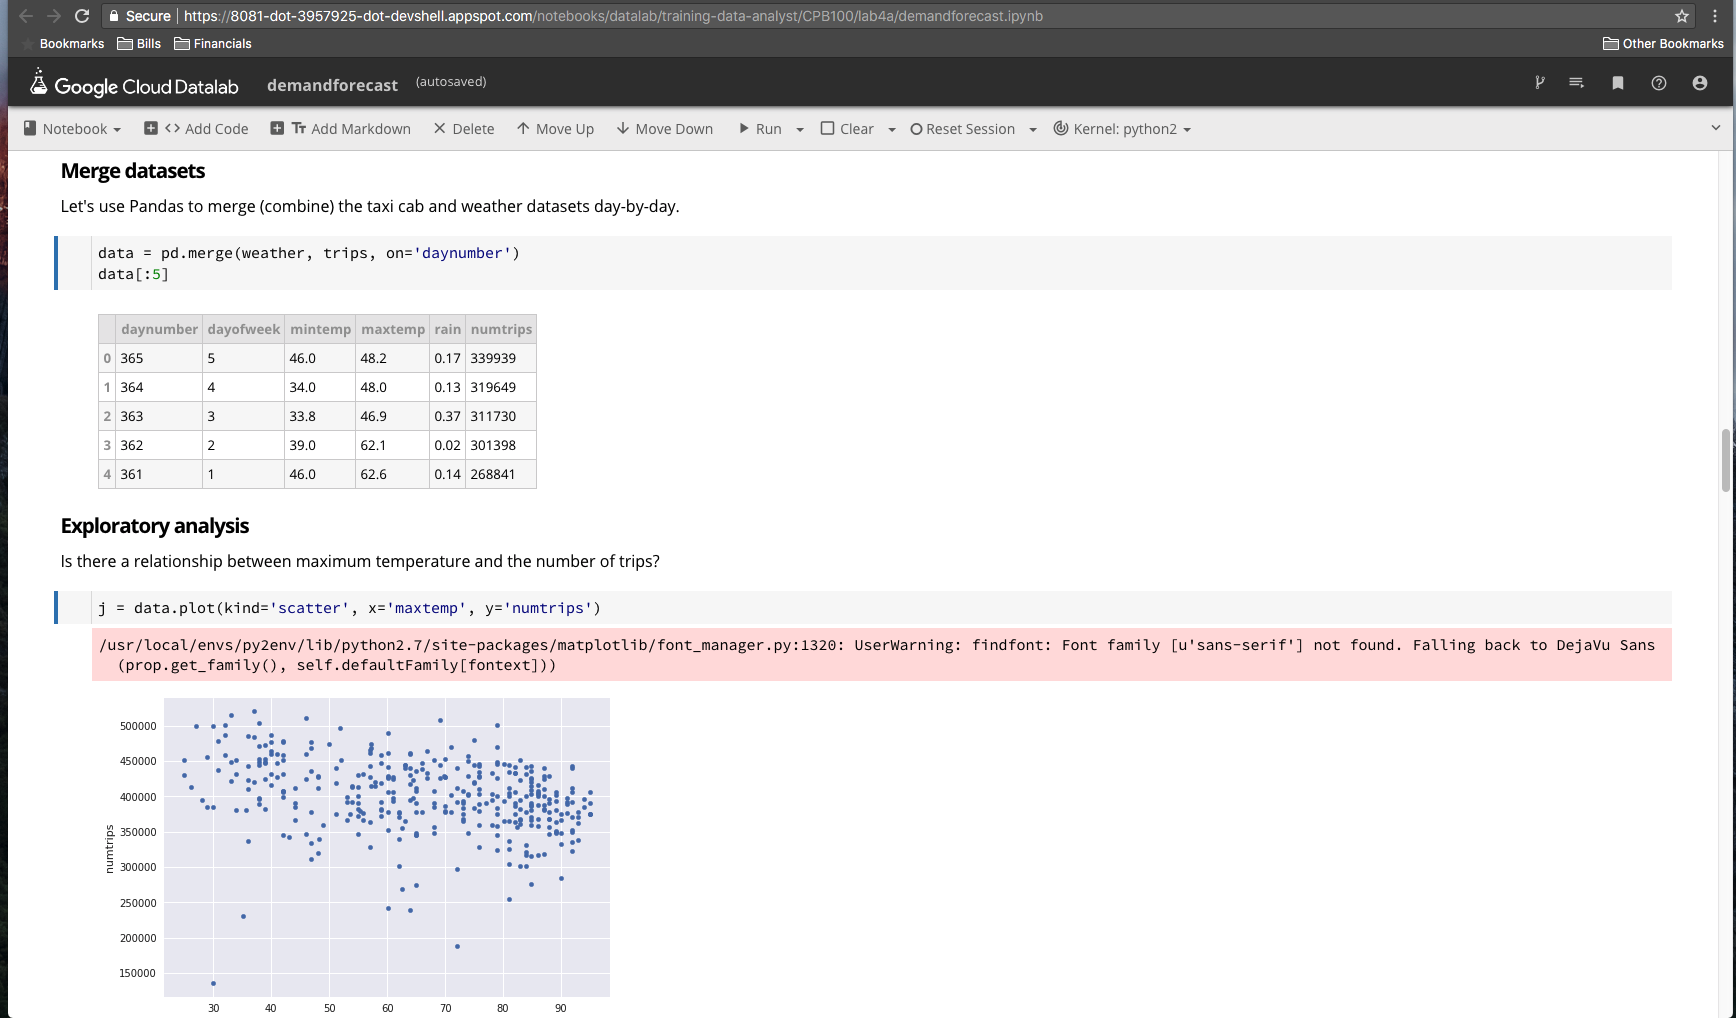 Secure https://8081-dot-3957925-dot-devshell.appspot.com/notebooks/datalab/training-data-analyst/CPB100/lab4a/demandforecast.ipynb
Bookmarks Bills Financials Other Bookmarks
Google Cloud Datalab demandforecast (autosaved)
Notebook <> Add Code Tт Add Markdown Delete Move Up Move Down Run Clear Reset Session Kernel: python2
Merge datasets
Let's use Pandas to merge (combine) the taxi cab and weather datasets day-by-day.
data = pd.merge(weather, trips, on='daynumber')
data[:5]
daynumber dayofweek mintemp maxtemp rain numtrips
0 365 5 46.0 48.2 0.17 339939
1 364 4 34.0 48.0 0.13 319649
2 363 3 33.8 46.9 0.37 311730
3 362 2 39.0 62.1 0.02 301398
4 361 1 46.0 62.6 0.14 268841
Exploratory analysis
Is there a relationship between maximum temperature and the number of trips?
j = data.plot(kind='scatter', x='maxtemp', y='numtrips')
/usr/local/envs/py2env/lib/python2.7/site-packages/matplotlib/font_manager.py:1320: UserWarning: findfont: Font family [u'sans-serif'] not found. Falling back to DejaVu Sans
(prop.get_family(), self.defaultFamily[fontext]))
500000
450000
400000
350000
numtrips
300000
250000
200000
150000
30 40 50 60 70 80 90